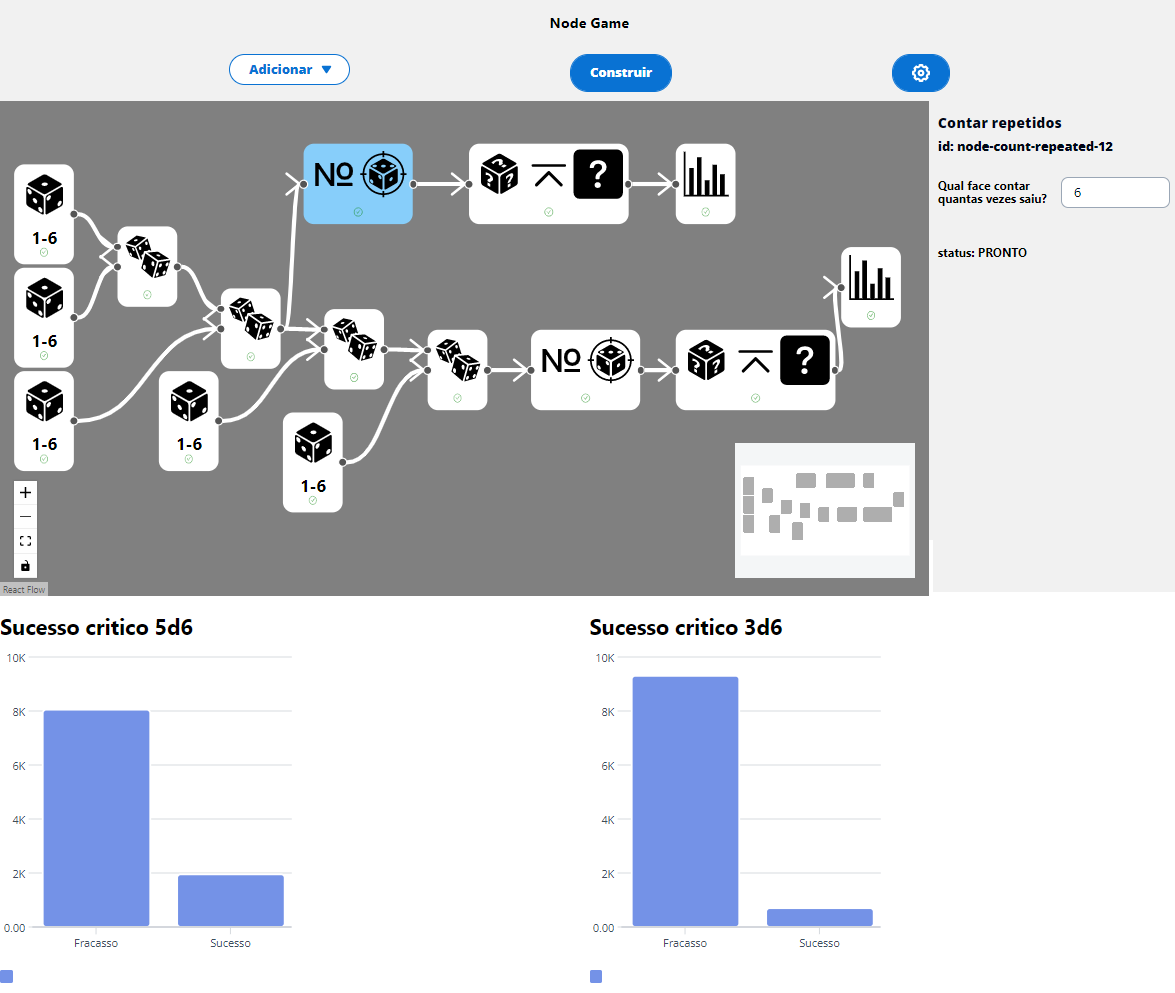 Node Game
Adicionar
Construir
Contar repetidos
id: node-count-repeated-12
Qual face contar
quantas vezes saiu?
6
status: PRONTO
Nº
?
1-6
1-6
1-6
1-6
1-6
Nº
?
React Flow
Sucesso critico 5d6
10K
8K
6K
4K
2K
0.00
Fracasso
Sucesso
Sucesso critico 3d6
10K
8K
6K
4K
2K
0.00
Fracasso
Sucesso